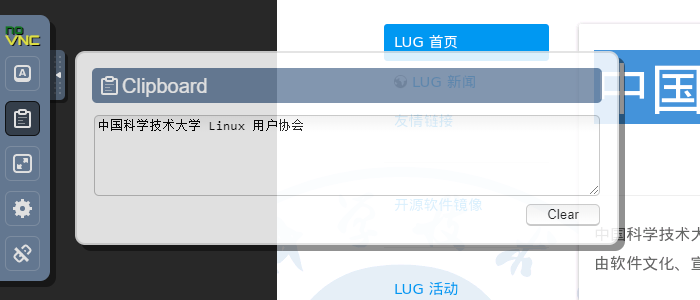 no
VNC
A
Clipboard
中国科学技术大学 Linux 用户协会
Clear
LUG 首页
LUG 新闻
友情链接
开源软件镜像
LUG 活动
中国
中国科学技术大
由软件文化、宣